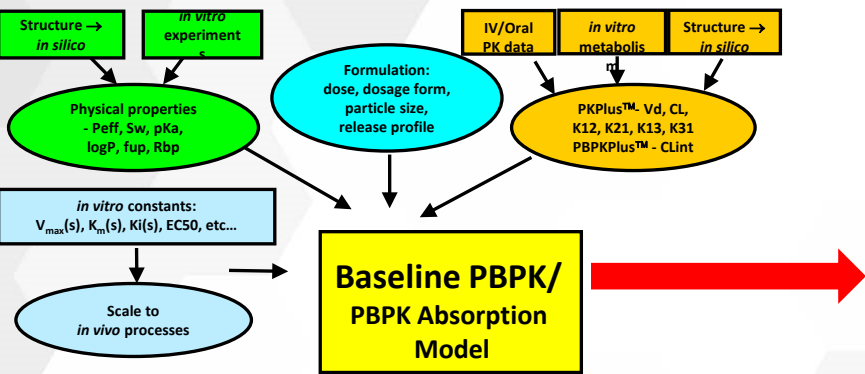 Structure →
in silico
in vitro
experiment
s
IV/Oral
PK data
in vitro
metabolis
m
Structure →
in silico
Formulation:
dose, dosage form,
particle size,
release profile
Physical properties
- Peff, Sw, pKa,
logP, fup, Rbp
PKPlus™- Vd, CL,
K12, K21, K13, K31
PBPKPlus™ - CLint
in vitro constants:
Vmax(s), Km(s), Ki(s), EC50, etc…
Scale to
in vivo processes
Baseline PBPK/
PBPK Absorption
Model